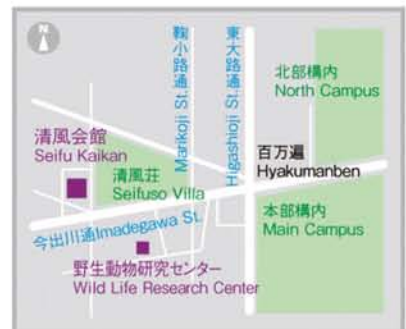 N
鞠小路通 Marikoji St.
東大路通 Higashioji St.
北部構内
North Campus
清風会館
Seifu Kaikan
清風荘
Seifuso Villa
百万遍
Hyakumanben
今出川通Imadegawa St.
本部構内
Main Campus
野生動物研究センター
Wild Life Research Center